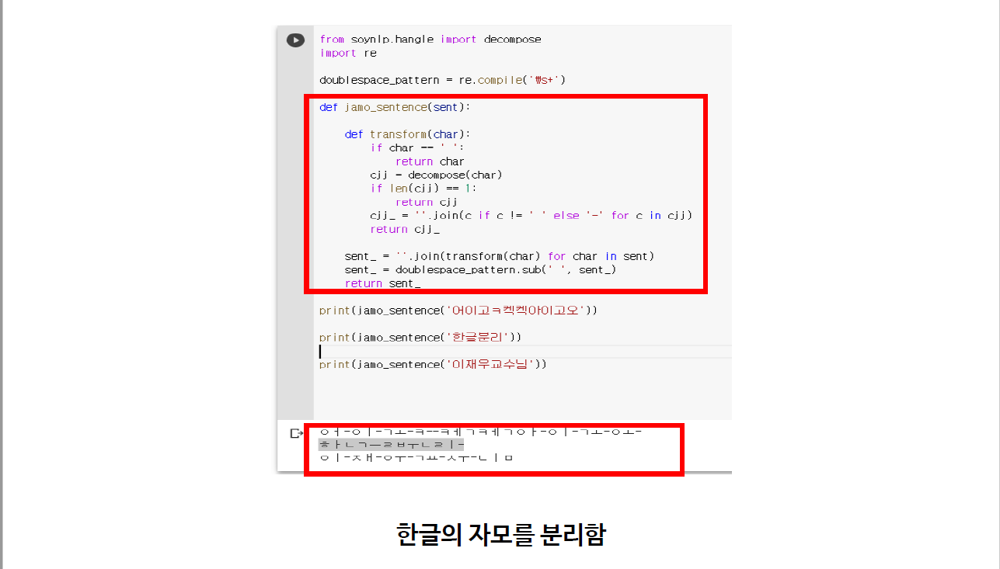 from soynlp.hangle import decompose
import re
doublespace_pattern = re.compile('₩s+')
def jamo_sentence(sent):
def transform(char):
if char == ' ':
return char
cjj = decompose(char)
if len(cjj) == 1:
return cjj
cjj_ = ''.join(c if c != ' ' else '-' for c in cjj)
return cjj_
sent_ = ''.join(transform(char) for char in sent)
sent_ = doublespace_pattern.sub(' ', sent_)
return sent_
print(jamo_sentence('어이고ㅋ켁켁아이고오'))
print(jamo_sentence('한글분리'))
print(jamo_sentence('이재우교수님'))
ㅇㅓ-ㅇㅣ-ㄱㅗ-ㅋ--ㅋㅔㄱㅋㅔㄱㅇㅏ-ㅇㅣ-ㄱㅗ-ㅇㅗ-
ㅎㅏㄴㄱㅡㄹㅂㅜㄴㄹㅣ-
ㅇㅣ-ㅈㅐ-ㅇㅜ-ㄱㅛ-ㅅㅜ-ㄴㅣㅁ
한글의 자모를 분리함